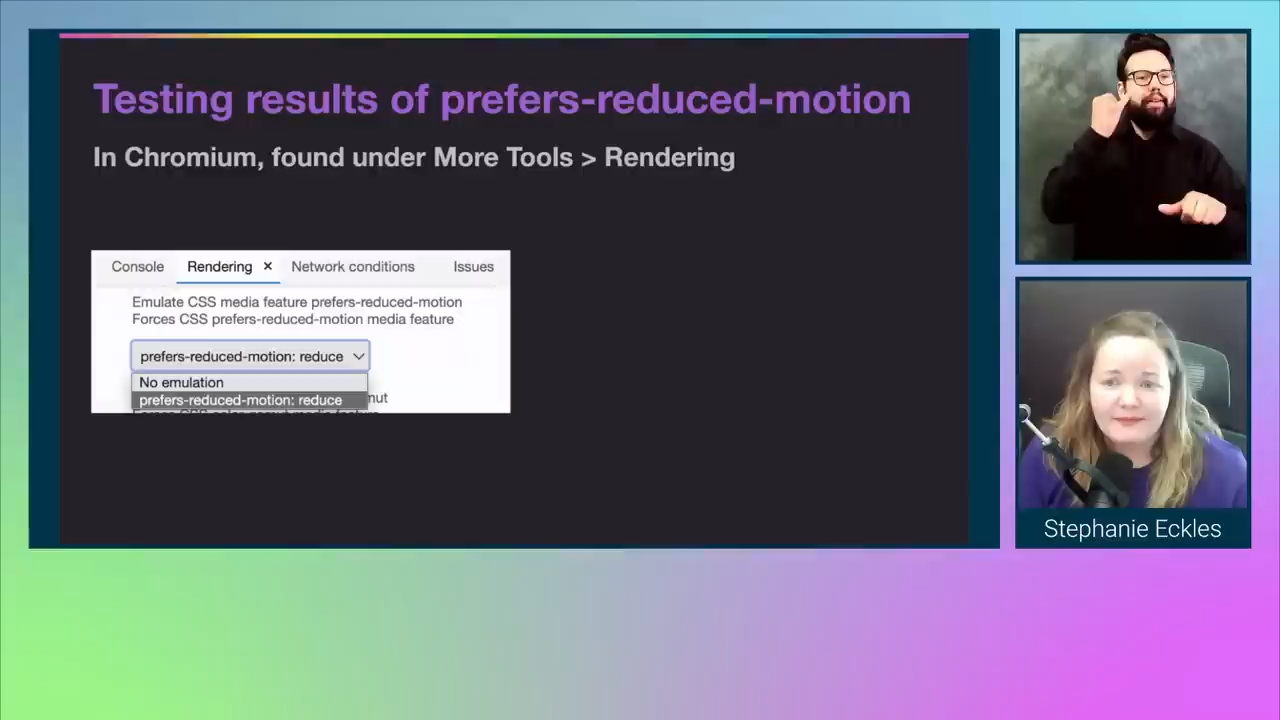 Testing results of prefers-reduced-motion
In Chromium, found under More Tools > Rendering
Console Rendering × Network conditions Issues
Emulate CSS media feature prefers-reduced-motion
Forces CSS prefers-reduced-motion media feature
prefers-reduced-motion: reduce
No emulation
prefers-reduced-motion: reduce
Stephanie Eckles